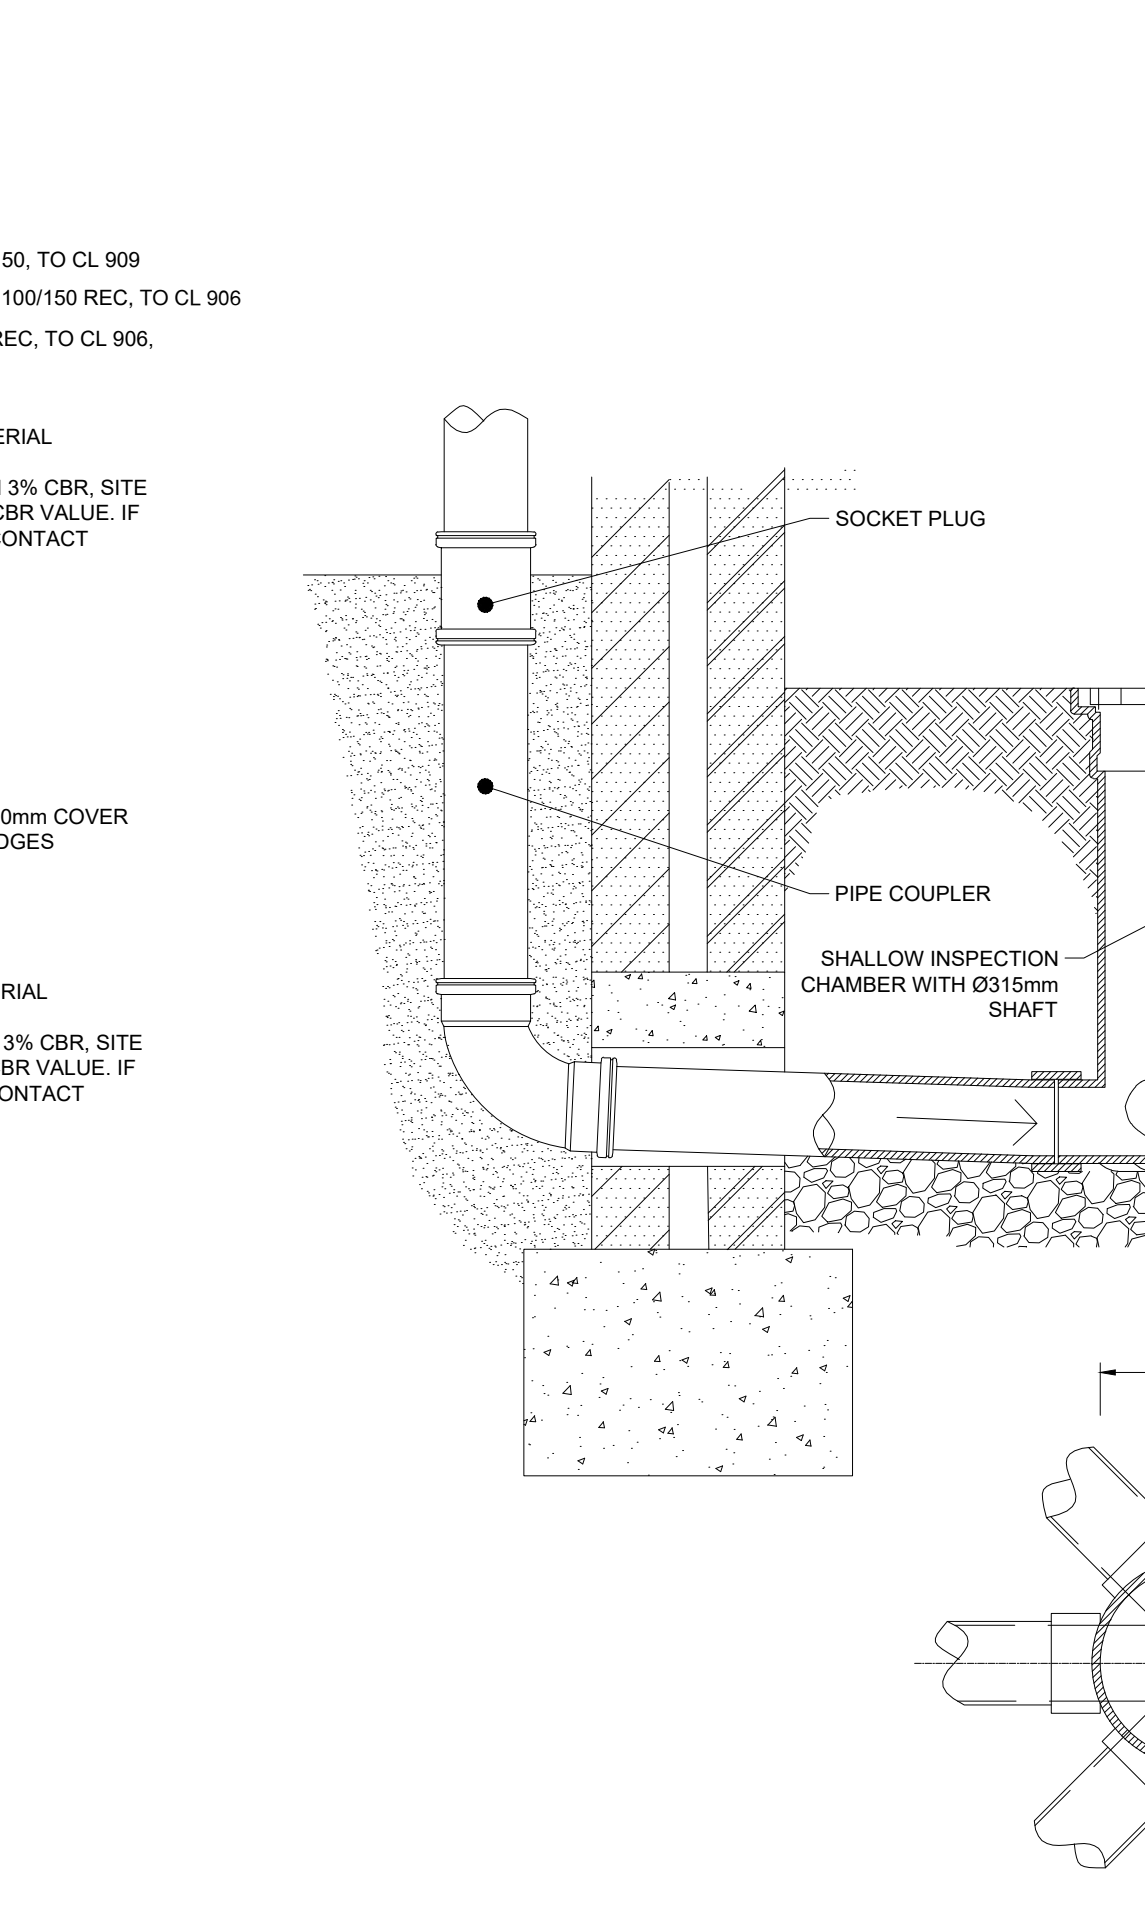 50, TO CL 909
100/150 REC, TO CL 906
REC, TO CL 906,
ERIAL
3% CBR, SITE
CBR VALUE. IF
CONTACT
SOCKET PLUG
0mm COVER
DGES
PIPE COUPLER
SHALLOW INSPECTION
CHAMBER WITH Ø315mm
SHAFT
RIAL
3% CBR, SITE
BR VALUE. IF
ONTACT